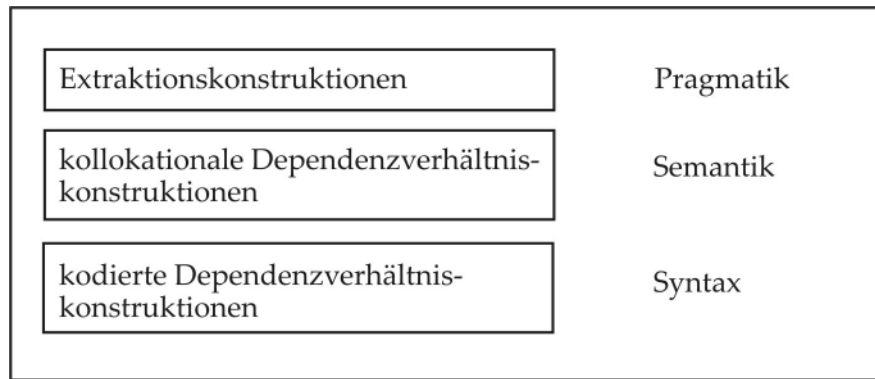 Extraktionskonstruktionen Pragmatik
kollokationale Dependenzverhältnis-
konstruktionen Semantik
kodierte Dependenzverhältnis-
konstruktionen Syntax